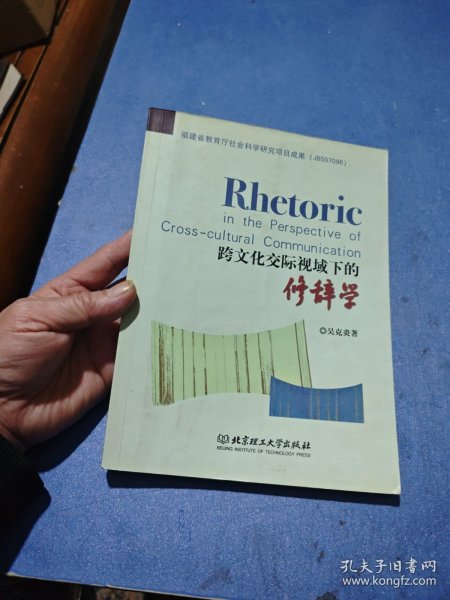 福建省教育厅社会科学研究项目成果（JBS07096）
Rhetoric
in the Perspective of
Cross-cultural Communication
跨文化交际视域下的
修辞学
◎吴克炎著
北京理工大学出版社
BEIJING INSTITUTE OF TECHNOLOGY PRESS
孔夫子旧书网
www.kongfz.com